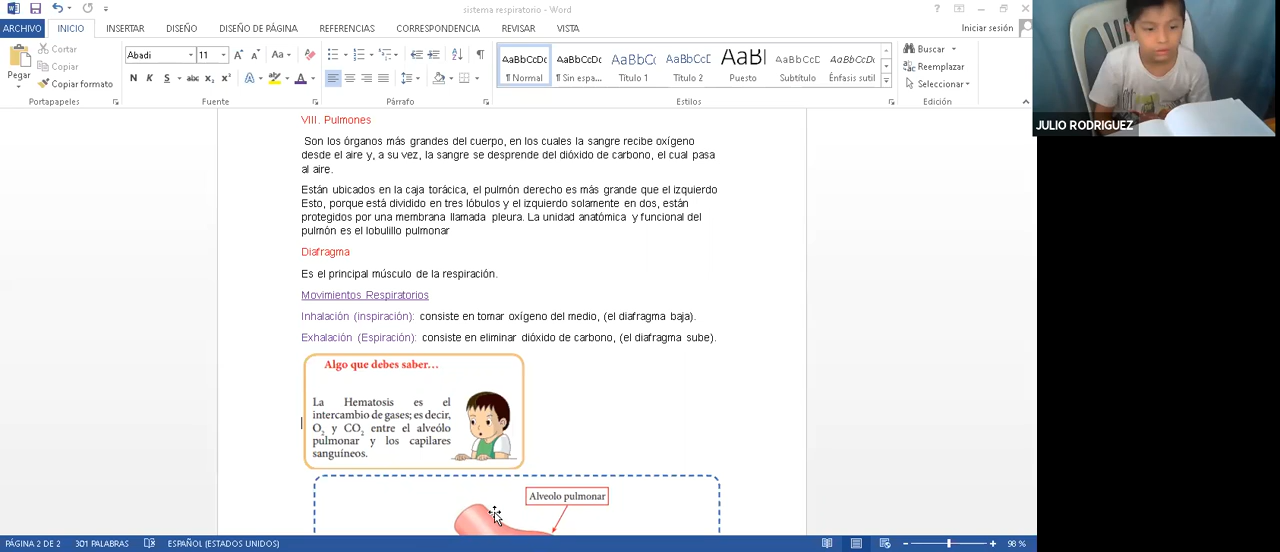 sistema respiratorio - Word
ARCHIVO INICIO INSERTAR DISEÑO DISEÑO DE PÁGINA REFERENCIAS CORRESPONDENCIA REVISAR VISTA Iniciar sesión
Pegar
Cortar
Copiar
Copiar formato
Portapapeles
Abadi 11
N K S abc x₂ x²
Fuente
Párrafo
AaBbCcDc AaBbCcDc AaBbCc AaBbCcD AaBl AaBbCcDc AaBbCcDc
¶ Normal ¶ Sin espa... Título 1 Título 2 Puesto Subtítulo Énfasis sutil
Estilos
Buscar
Reemplazar
Seleccionar
Edición
JULIO RODRIGUEZ
VIII. Pulmones
Son los órganos más grandes del cuerpo, en los cuales la sangre recibe oxígeno
desde el aire y, a su vez, la sangre se desprende del dióxido de carbono, el cual pasa
al aire.
Están ubicados en la caja torácica, el pulmón derecho es más grande que el izquierdo
Esto, porque está dividido en tres lóbulos y el izquierdo solamente en dos, están
protegidos por una membrana llamada pleura. La unidad anatómica y funcional del
pulmón es el lobulillo pulmonar
Diafragma
Es el principal músculo de la respiración.
Movimientos Respiratorios
Inhalación (inspiración): consiste en tomar oxígeno del medio, (el diafragma baja).
Exhalación (Espiración): consiste en eliminar dióxido de carbono, (el diafragma sube).
Algo que debes saber...
La Hematosis es el
intercambio de gases; es decir,
O₂ y CO₂ entre el alveólo
pulmonar y los capilares
sanguíneos.
Alveolo pulmonar
PÁGINA 2 DE 2 301 PALABRAS ESPAÑOL (ESTADOS UNIDOS) 98 %